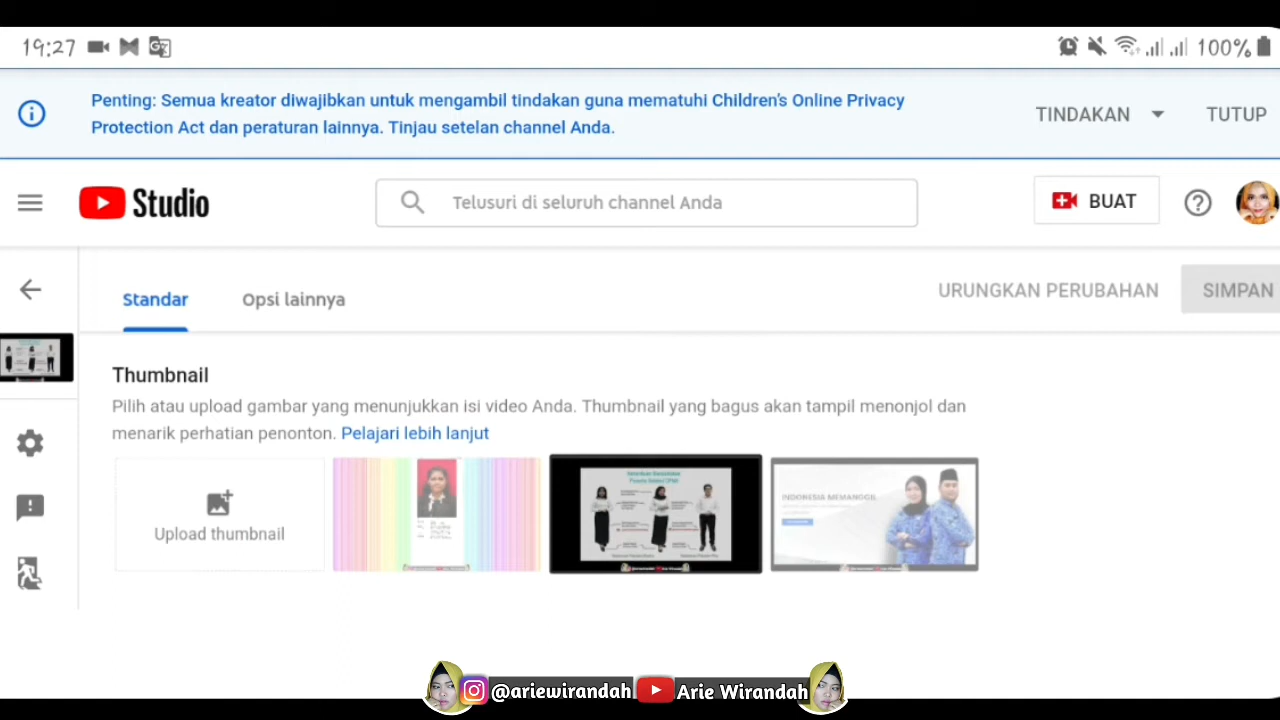 19:27
100%
Penting: Semua kreator diwajibkan untuk mengambil tindakan guna mematuhi Children's Online Privacy
Protection Act dan peraturan lainnya. Tinjau setelan channel Anda.
TINDAKAN
TUTUP
Studio
Telusuri di seluruh channel Anda
BUAT
Standar
Opsi lainnya
URUNGKAN PERUBAHAN
SIMPAN
Thumbnail
Pilih atau upload gambar yang menunjukkan isi video Anda. Thumbnail yang bagus akan tampil menonjol dan
menarik perhatian penonton. Pelajari lebih lanjut
Upload thumbnail
INDONESIA MEMANGGIL
@ariewirandah
Arie Wirandah